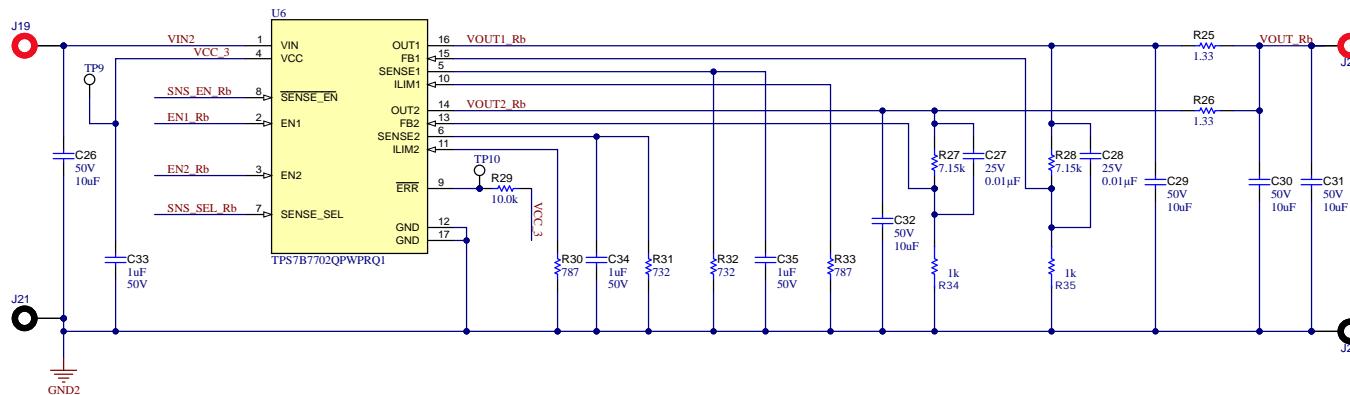 J19
J21
GND2
TP9
VIN2
VCC_3
SNS_EN_Rb
EN1_Rb
EN2_Rb
SNS_SEL_Rb
C26
50V
10uF
C33
1uF
50V
U6
1 VIN
4 VCC
8 SENSE_EN
2 EN1
3 EN2
7 SENSE_SEL
OUT1 16
FB1 15
SENSE1 5
ILIM1 10
OUT2 14
FB2 13
SENSE2 6
ILIM2 11
ERR 9
GND 12
GND 17
TPS7B7702QPWPRQ1
VOUT1_Rb
VOUT2_Rb
TP10
R29
10.0k
VCC_3
R30
787
C34
1uF
50V
R31
732
R32
732
C35
1uF
50V
R33
787
C32
50V
10uF
R27
7.15k
C27
25V
0.01µF
1k
R34
R28
7.15k
C28
25V
0.01µF
1k
R35
C29
50V
10uF
R25
1.33
R26
1.33
VOUT_Rb
C30
50V
10uF
C31
50V
10uF